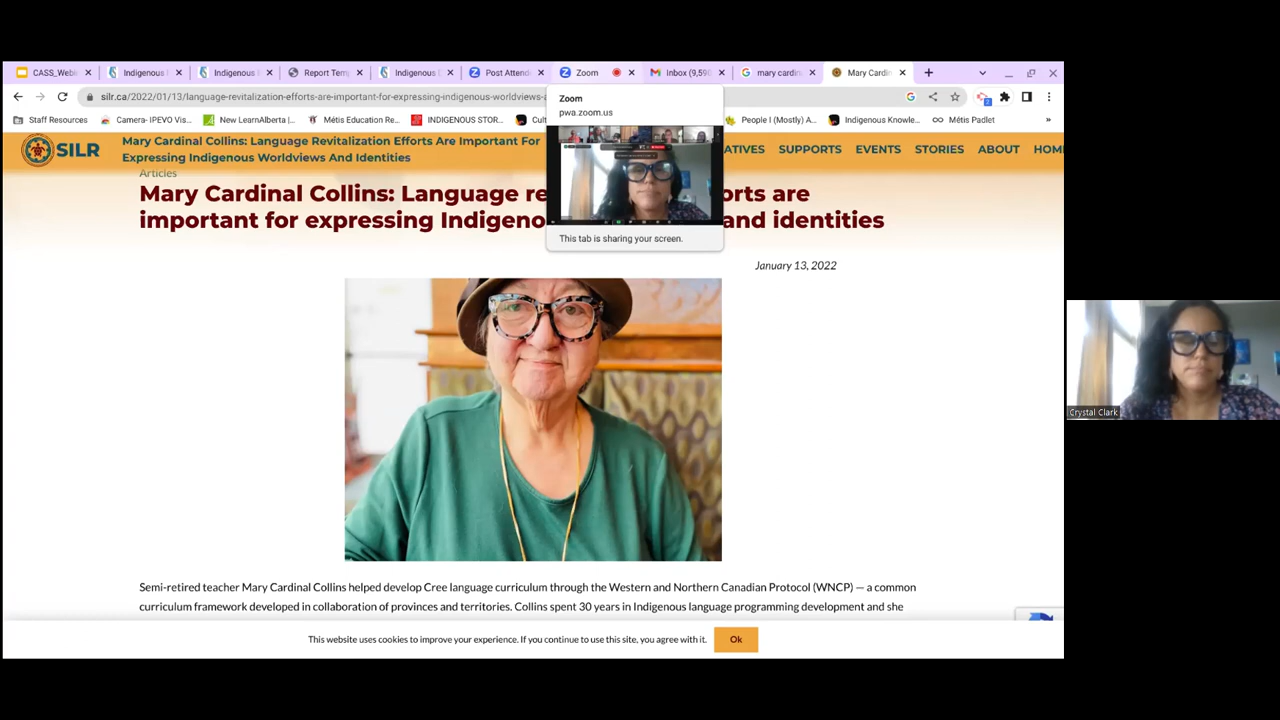 CASS_Webi
Indigenous
Indigenous
Report Temp
Indigenous
Post Attend
Zoom
Inbox (9,59
mary cardin
Mary Cardin
silr.ca/2022/01/13/language-revitalization-efforts-are-important-for-expressing-indigenous-worldviews-a
Staff Resources
Camera- IPEVO Vis...
New LearnAlberta |...
Métis Education Re...
INDIGENOUS STOR...
Cult
People I (Mostly) A...
Indigenous Knowle...
Métis Padlet
»
Zoom
pwa.zoom.us
This tab is sharing your screen.
SILR
Mary Cardinal Collins: Language Revitalization Efforts Are Important For
Expressing Indigenous Worldviews And Identities
ATIVES SUPPORTS EVENTS STORIES ABOUT HOM
Articles
Mary Cardinal Collins: Language re orts are
important for expressing Indigeno and identities
January 13, 2022
Semi-retired teacher Mary Cardinal Collins helped develop Cree language curriculum through the Western and Northern Canadian Protocol (WNCP) — a common
curriculum framework developed in collaboration of provinces and territories. Collins spent 30 years in Indigenous language programming development and she
This website uses cookies to improve your experience. If you continue to use this site, you agree with it. Ok
Crystal Clark